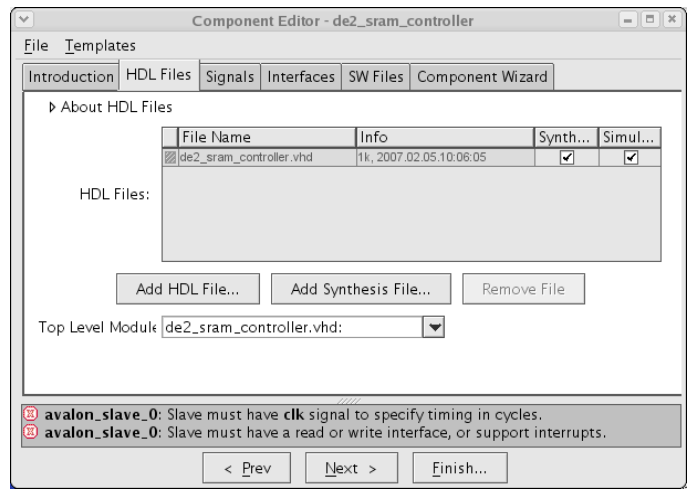 Component Editor - de2_sram_controller
File Templates
Introduction HDL Files Signals Interfaces SW Files Component Wizard
About HDL Files
File Name Info Synth... Simul...
de2_sram_controller.vhd 1k, 2007.02.05.10:06:05
HDL Files:
Add HDL File... Add Synthesis File... Remove File
Top Level Module de2_sram_controller.vhd:
avalon_slave_0: Slave must have clk signal to specify timing in cycles.
avalon_slave_0: Slave must have a read or write interface, or support interrupts.
< Prev Next > Finish...